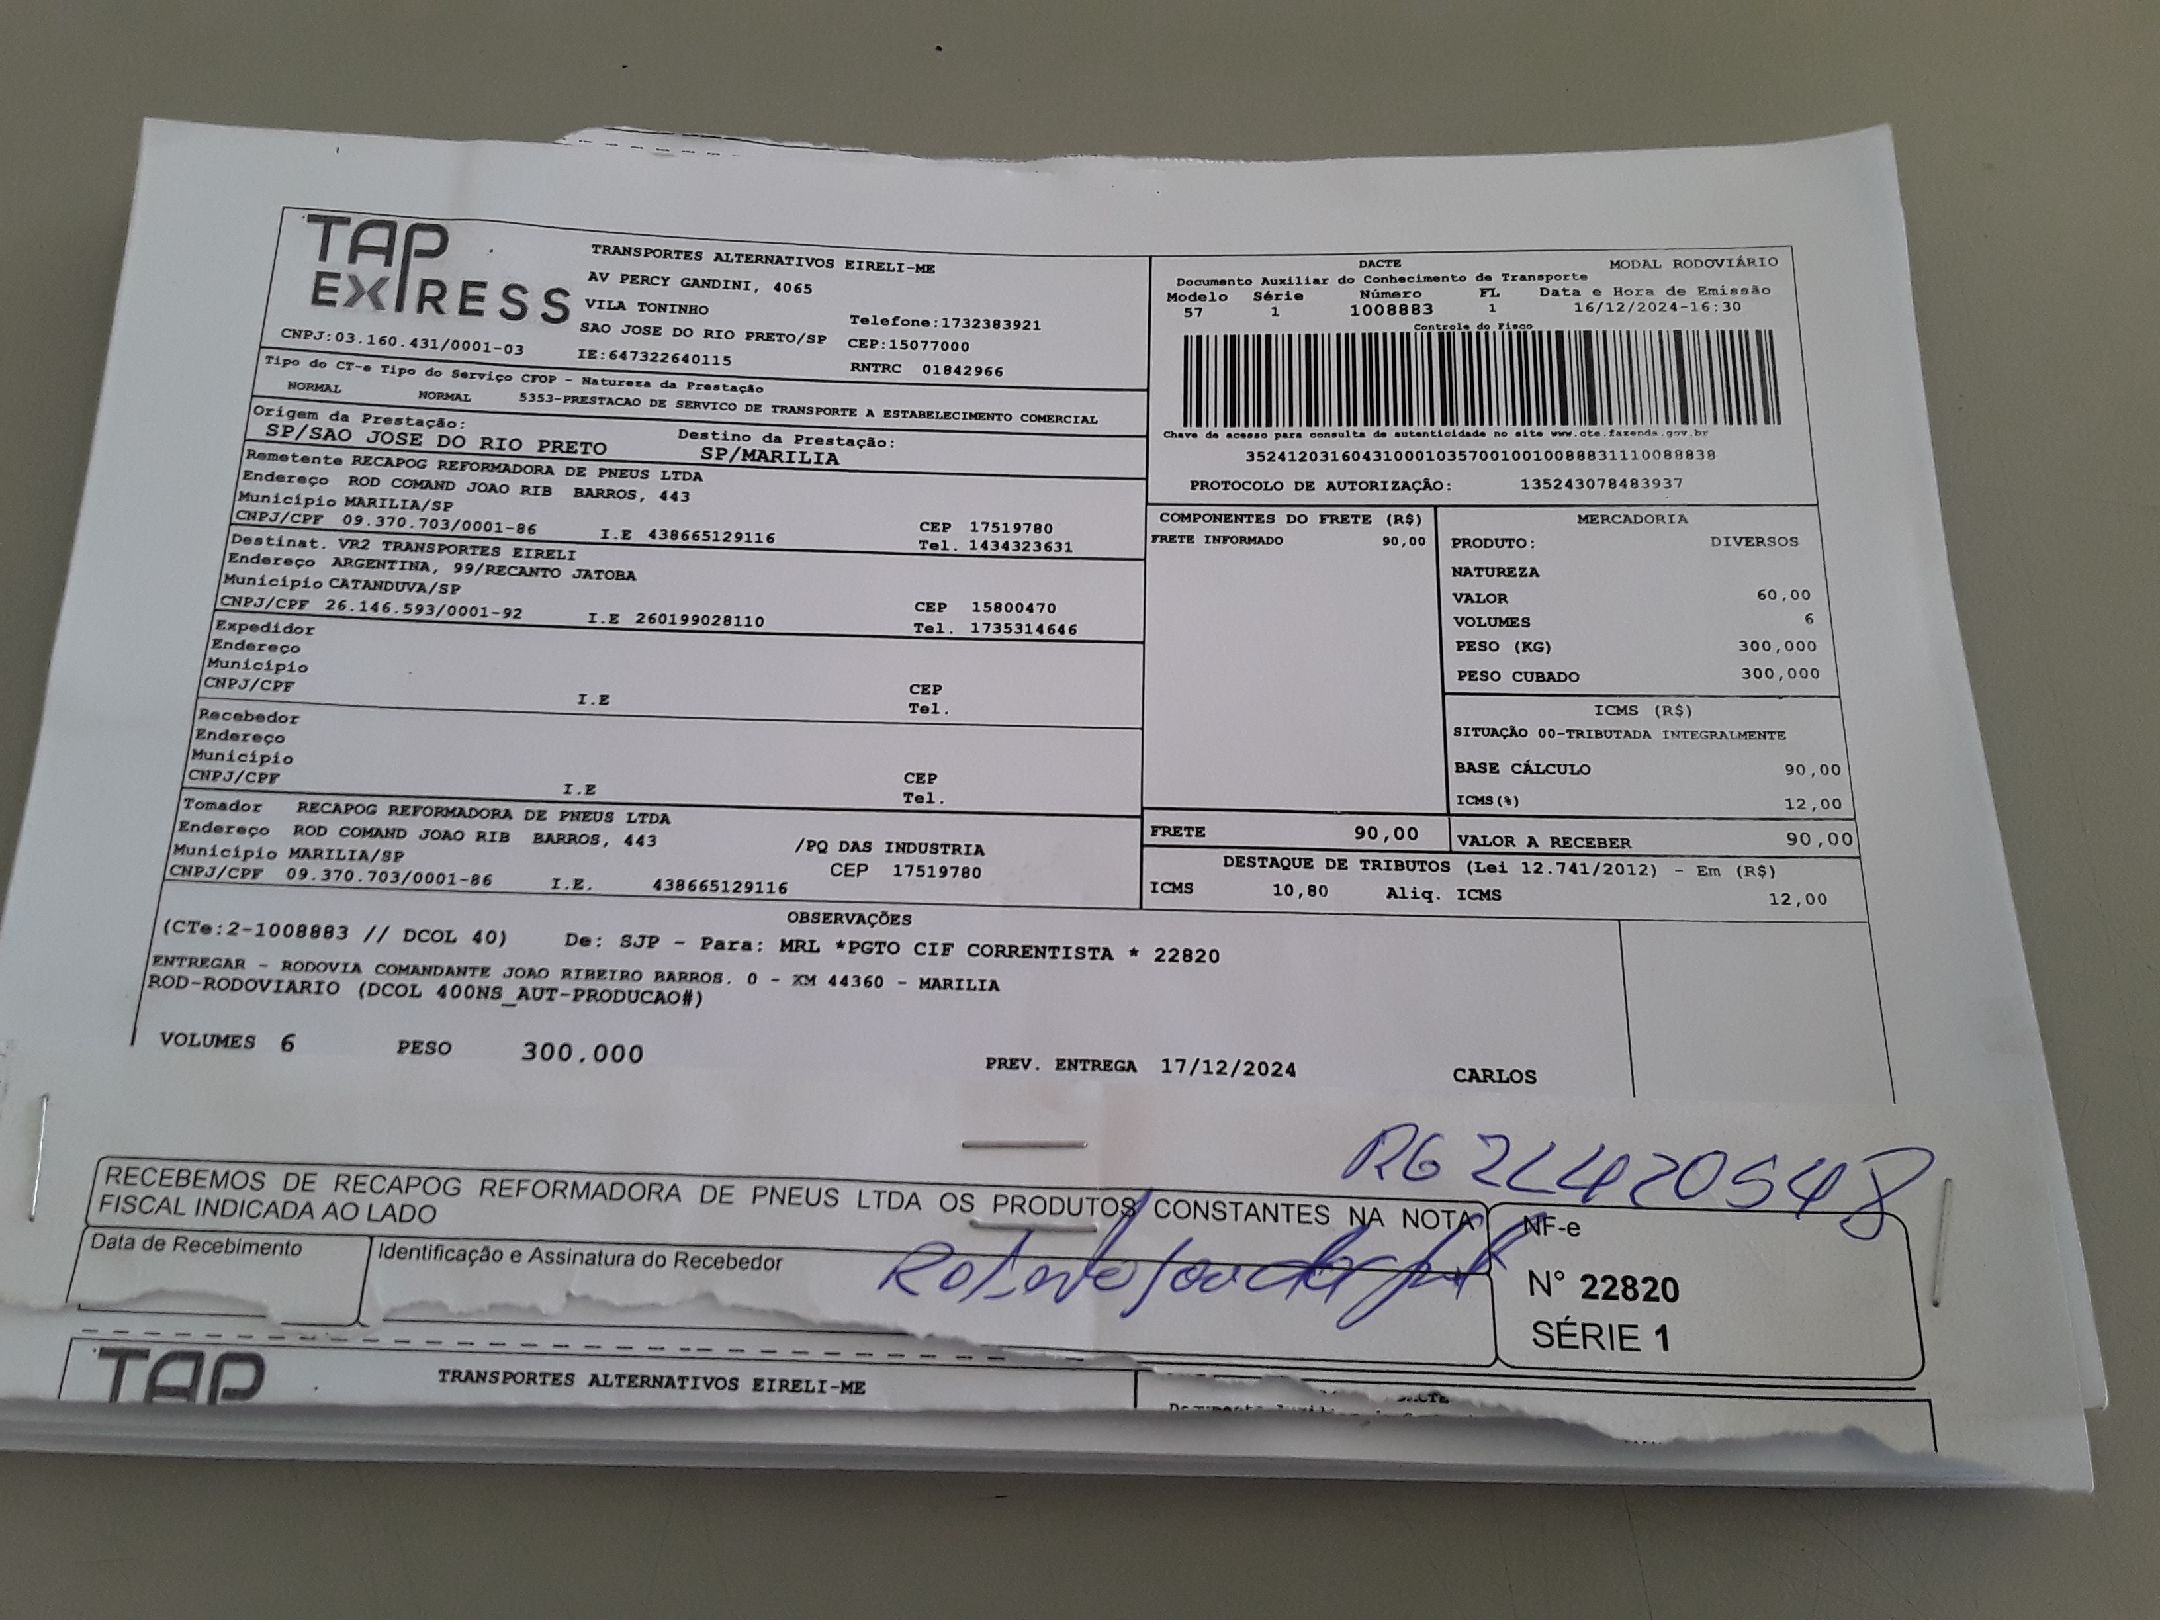 TAP
EXPRESS
TRANSPORTES ALTERNATIVOS EIRELI-ME
AV PERCY GANDINI, 4065
VILA TONINHO
SAO JOSE DO RIO PRETO/SP
Telefone:1732383921
CEP:15077000
CNPJ:03.160.431/0001-03
IE:647322640115
RNTRC 01842966
Tipo do CT-e Tipo do Serviço CFOP - Natureza da Prestação
NORMAL NORMAL 5353-PRESTACAO DE SERVICO DE TRANSPORTE A ESTABELECIMENTO COMERCIAL
Origem da Prestação: Destino da Prestação:
SP/SAO JOSE DO RIO PRETO SP/MARILIA
Remetente RECAPOG REFORMADORA DE PNEUS LTDA
Endereço ROD COMAND JOAO RIB BARROS, 443
Município MARILIA/SP CEP 17519780
CNPJ/CPF 09.370.703/0001-86 I.E 438665129116 Tel. 1434323631
Destinat. VR2 TRANSPORTES EIRELI
Endereço ARGENTINA, 99/RECANTO JATOBA
Município CATANDUVA/SP CEP 15800470
CNPJ/CPF 26.146.593/0001-92 I.E 260199028110 Tel. 1735314646
Expedidor
Endereço
Município CEP
CNPJ/CPF I.E Tel.
Recebedor
Endereço
Município CEP
CNPJ/CPF I.E Tel.
Tomador RECAPOG REFORMADORA DE PNEUS LTDA
Endereço ROD COMAND JOAO RIB BARROS, 443 /PQ DAS INDUSTRIA
Município MARILIA/SP CEP 17519780
CNPJ/CPF 09.370.703/0001-86 I.E. 438665129116
DACTE MODAL RODOVIÁRIO
Documento Auxiliar do Conhecimento de Transporte
Modelo Série Número FL Data e Hora de Emissão
57 1 1008883 1 16/12/2024-16:30
Controle do Fisco
Chave de acesso para consulta de autenticidade no site www.cte.fazenda.gov.br
35241203160431000103570010010088831110088838
PROTOCOLO DE AUTORIZAÇÃO: 135243078483937
COMPONENTES DO FRETE (R$)
FRETE INFORMADO 90,00
MERCADORIA
PRODUTO: DIVERSOS
NATUREZA
VALOR 60,00
VOLUMES 6
PESO (KG) 300,000
PESO CUBADO 300,000
ICMS (R$)
SITUAÇÃO 00-TRIBUTADA INTEGRALMENTE
BASE CÁLCULO 90,00
ICMS(%) 12,00
FRETE 90,00 VALOR A RECEBER 90,00
DESTAQUE DE TRIBUTOS (Lei 12.741/2012) - Em (R$)
ICMS 10,80 Aliq. ICMS 12,00
OBSERVAÇÕES
(CTe:2-1008883 // DCOL 40) De: SJP - Para: MRL *PGTO CIF CORRENTISTA * 22820
ENTREGAR - RODOVIA COMANDANTE JOAO RIBEIRO BARROS. 0 - KM 44360 - MARILIA
ROD-RODOVIARIO (DCOL 400NS_AUT-PRODUCAO#)
VOLUMES 6 PESO 300.000 PREV. ENTREGA 17/12/2024 CARLOS
RG
RECEBEMOS DE RECAPOG REFORMADORA DE PNEUS LTDA OS PRODUTOS CONSTANTES NA NOTA
FISCAL INDICADA AO LADO
Data de Recebimento Identificação e Assinatura do Recebedor
NF-e
N° 22820
SÉRIE 1
TAP
TRANSPORTES ALTERNATIVOS EIRELI-ME